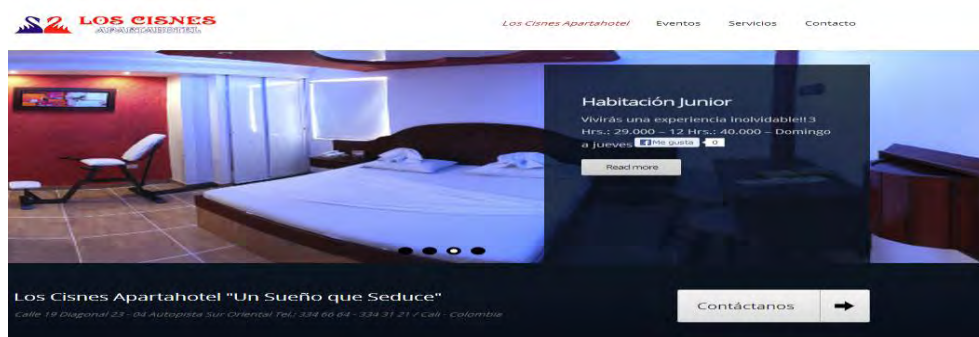 LOS CISNES
APARTAHOTEL
Los Cisnes Apartahotel Eventos Servicios Contacto
Habitación Junior
Vivirás una experiencia inolvidable!!.3
Hrs.: 29.000 – 12 Hrs.: 40.000 – Domingo
a jueves Me gusta 0
Read more
Los Cisnes Apartahotel "Un Sueño que Seduce"
Contáctanos
Calle 19 Diagonal 23 - 04 Autopista Sur Oriental Tel.: 334 66 64 - 334 31 21 / Cali - Colombia